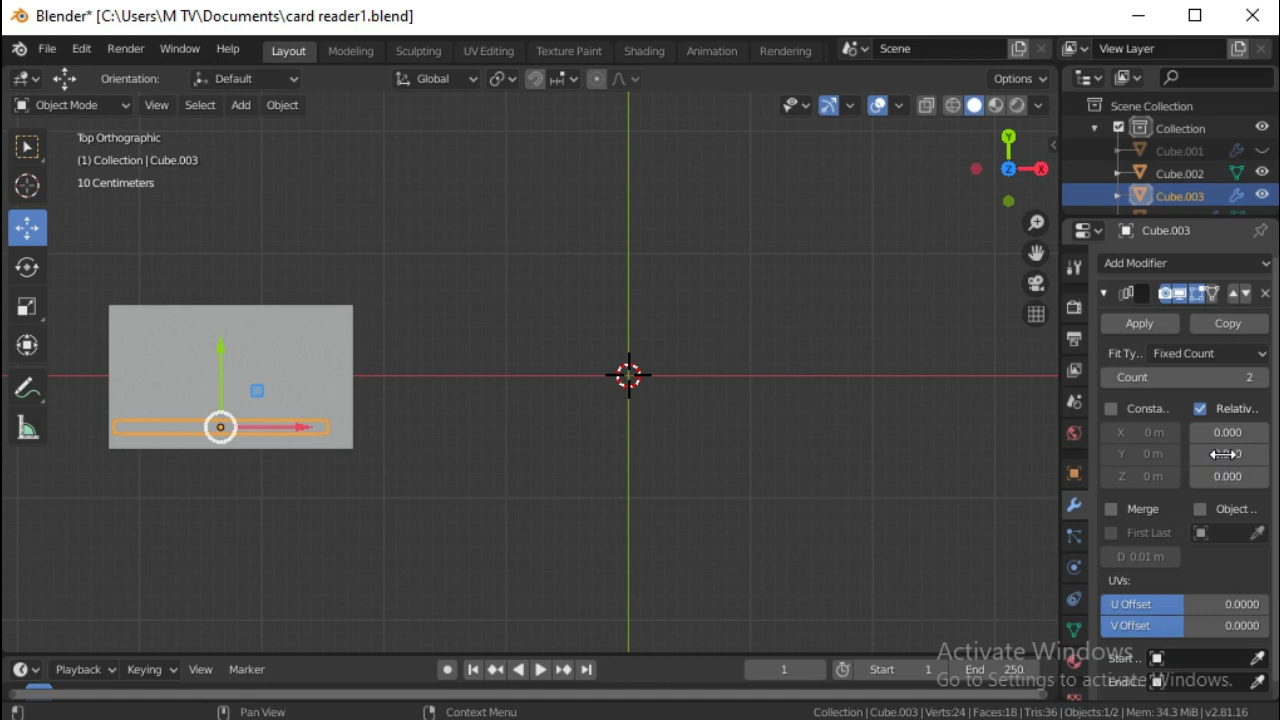 Blender* [C:\Users\M TV\Documents\card reader1.blend]
File Edit Render Window Help Layout Modeling Sculpting UV Editing Texture Paint Shading Animation Rendering Scene View Layer
Orientation: Default Global Options
Object Mode View Select Add Object
Scene Collection
Collection
Cube.001
Cube.002
Cube.003
Top Orthographic
(1) Collection | Cube.003
10 Centimeters
Y
X
Z
Cube.003
Add Modifier
Apply Copy
Fit Ty.. Fixed Count
Count 2
Consta.. Relativ..
X 0 m 0.000
Y 0 m
Z 0 m 0.000
Merge Object ..
First Last
D 0.01 m
UVs:
U Offset 0.0000
V Offset 0.0000
Start ..
End C..
Activate Windows
Go to Settings to activate Windows.
Playback Keying View Marker 1 Start 1 End 250
Pan View Context Menu Collection | Cube.003 | Verts:24 | Faces:18 | Tris:36 | Objects:1/2 | Mem: 34.3 MiB | v2.81.16